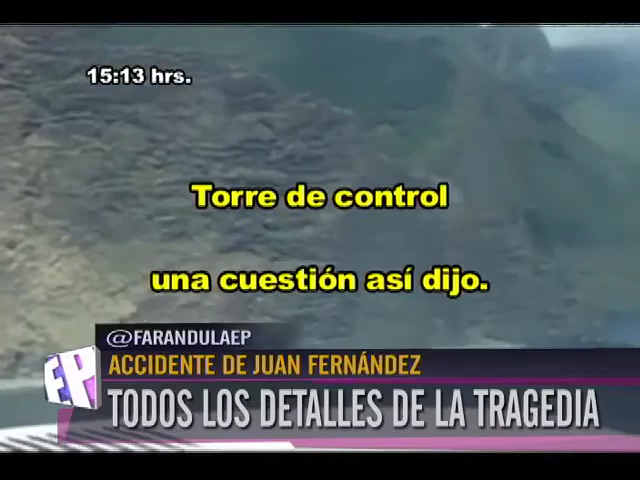 15:13 hrs.
Torre de control
una cuestión así dijo.
@FARANDULAEP
EP
ACCIDENTE DE JUAN FERNÁNDEZ
TODOS LOS DETALLES DE LA TRAGEDIA